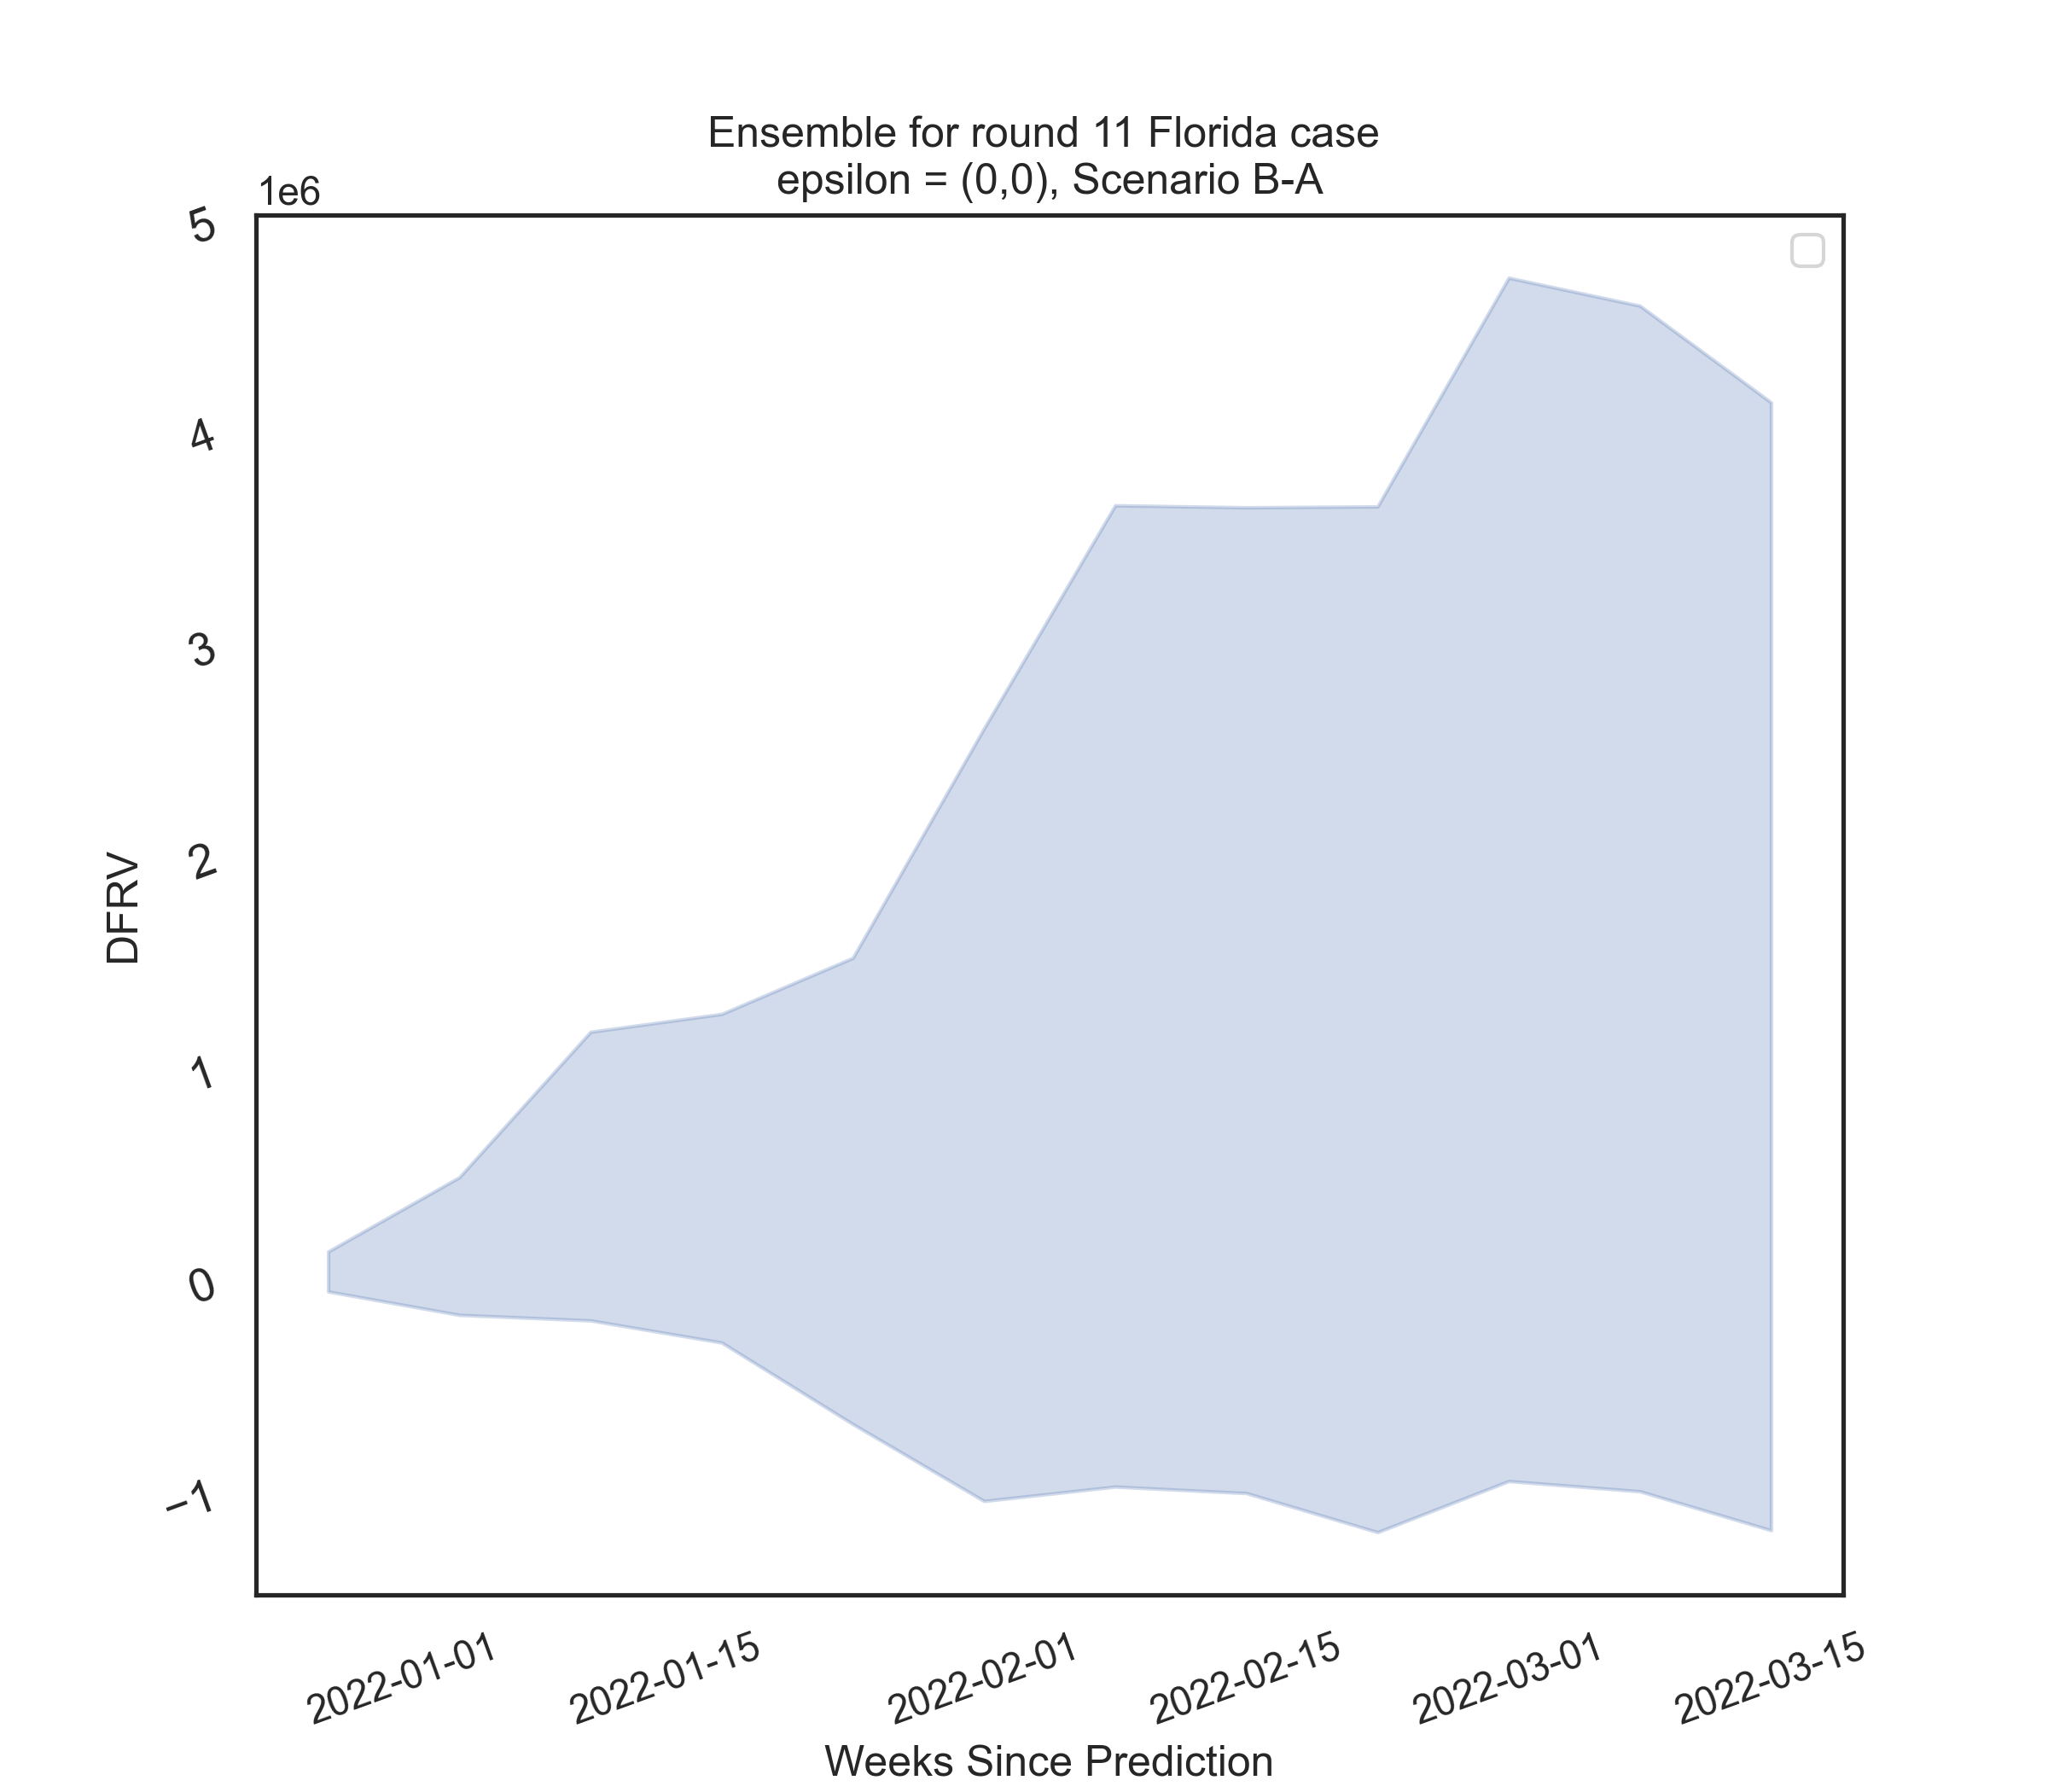 Ensemble for round 11 Florida case
epsilon = (0,0), Scenario B-A
1e6
5
4
3
2
1
0
−1
DFRV
2022-01-01
2022-01-15
2022-02-01
2022-02-15
2022-03-01
2022-03-15
Weeks Since Prediction